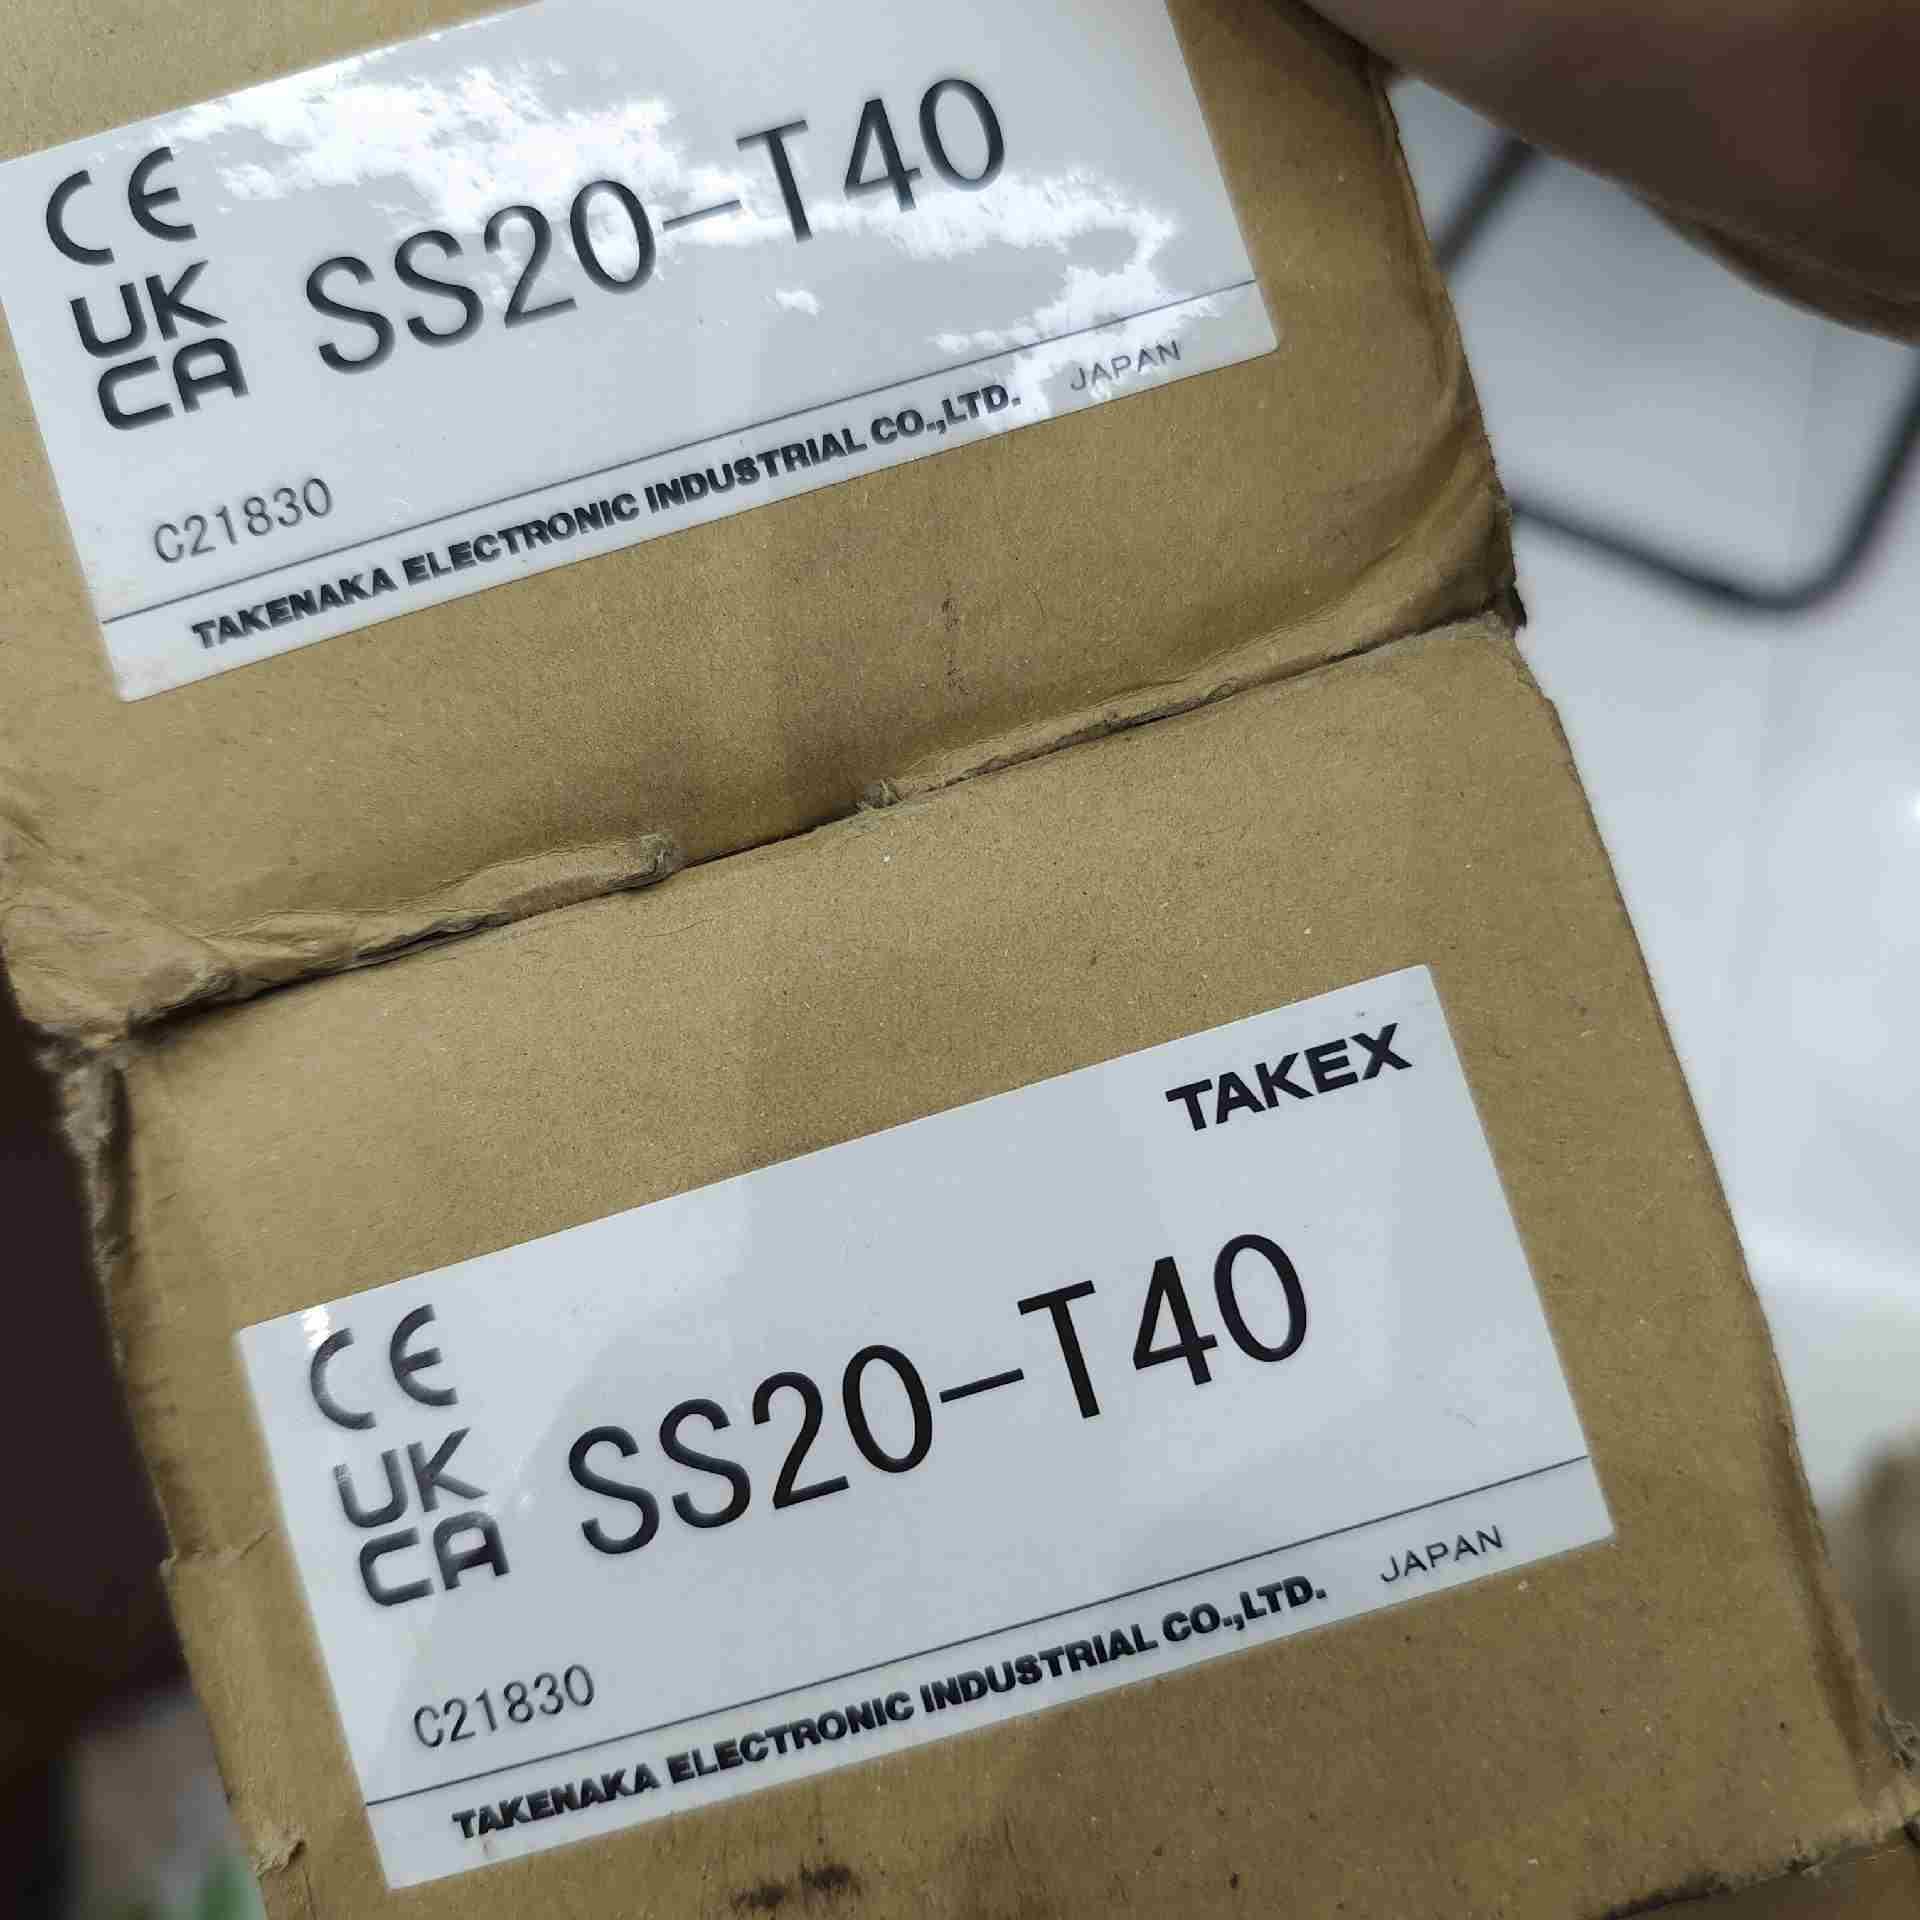 CE
UK
CA
SS20-T40
C21830
TAKENAKA ELECTRONIC INDUSTRIAL CO.,LTD. JAPAN
TAKEX
CE
UK
CA
SS20-T40
C21830
TAKENAKA ELECTRONIC INDUSTRIAL CO.,LTD. JAPAN